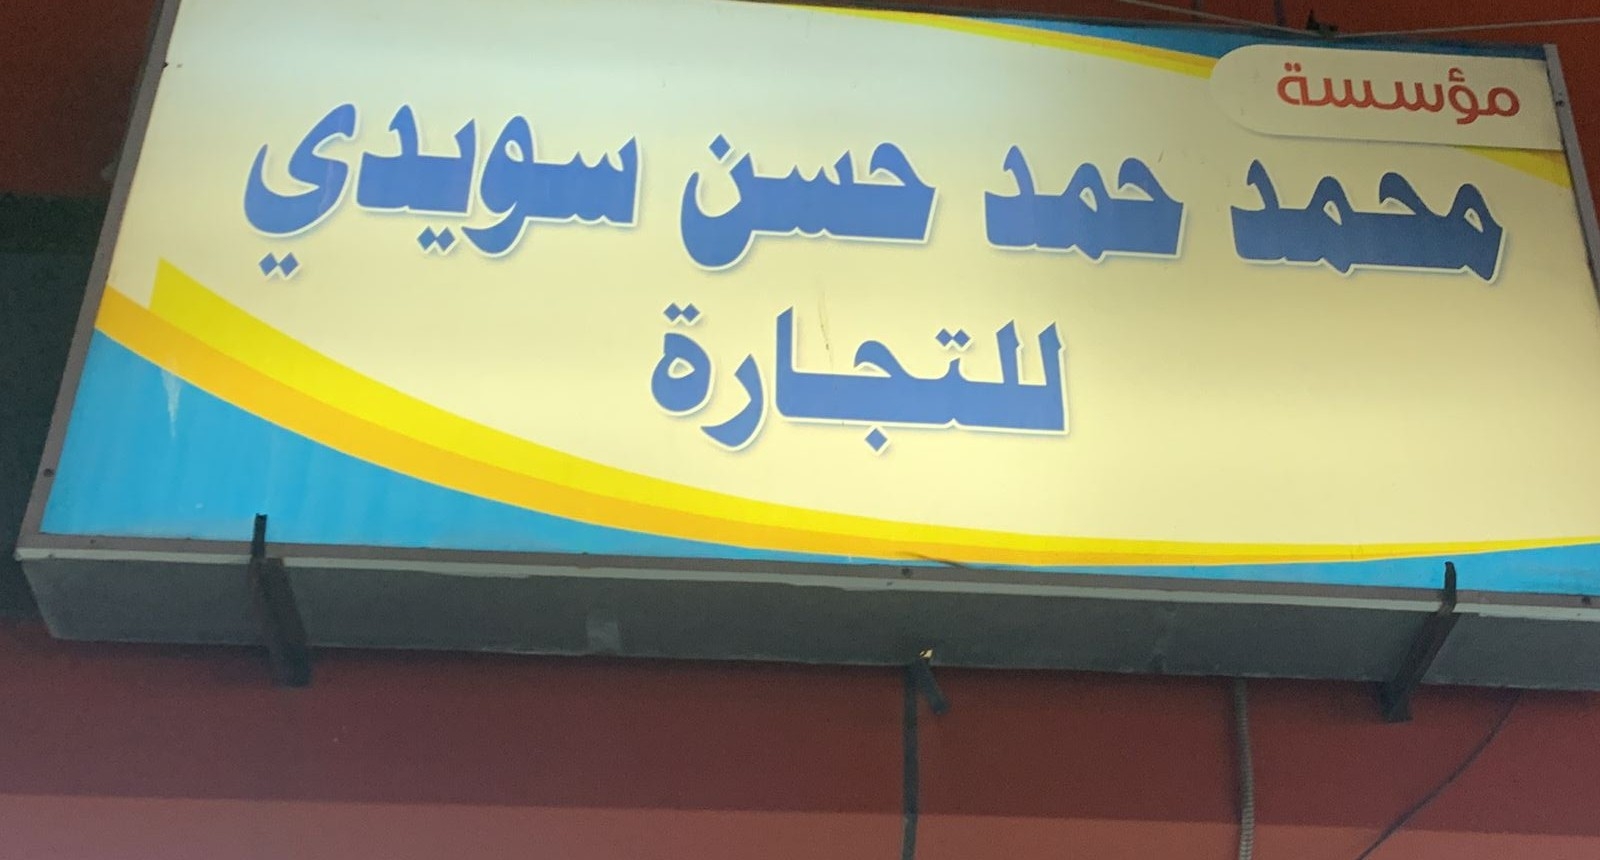 مؤسسة
محمد حمد حسن سويدي
للتجارة